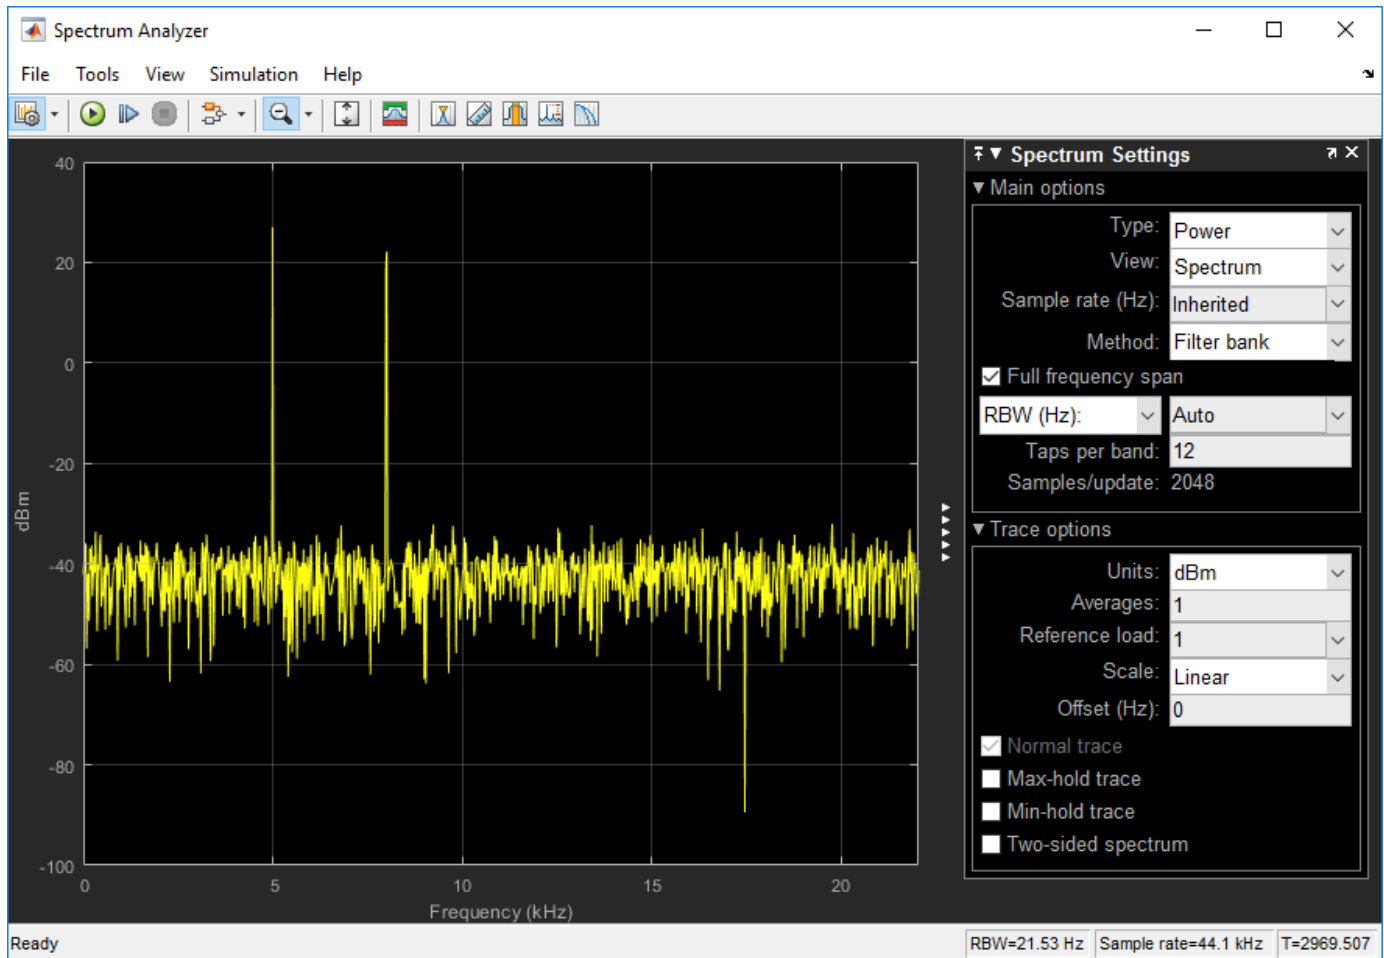 Spectrum Analyzer
File Tools View Simulation Help
Spectrum Settings
Main options
Type: Power
View: Spectrum
Sample rate (Hz): Inherited
Method: Filter bank
Full frequency span
RBW (Hz): Auto
Taps per band: 12
Samples/update: 2048
Trace options
Units: dBm
Averages: 1
Reference load: 1
Scale: Linear
Offset (Hz): 0
Normal trace
Max-hold trace
Min-hold trace
Two-sided spectrum
40
20
0
-20
-40
-60
-80
-100
dBm
0 5 10 15 20
Frequency (kHz)
Ready
RBW=21.53 Hz Sample rate=44.1 kHz T=2969.507